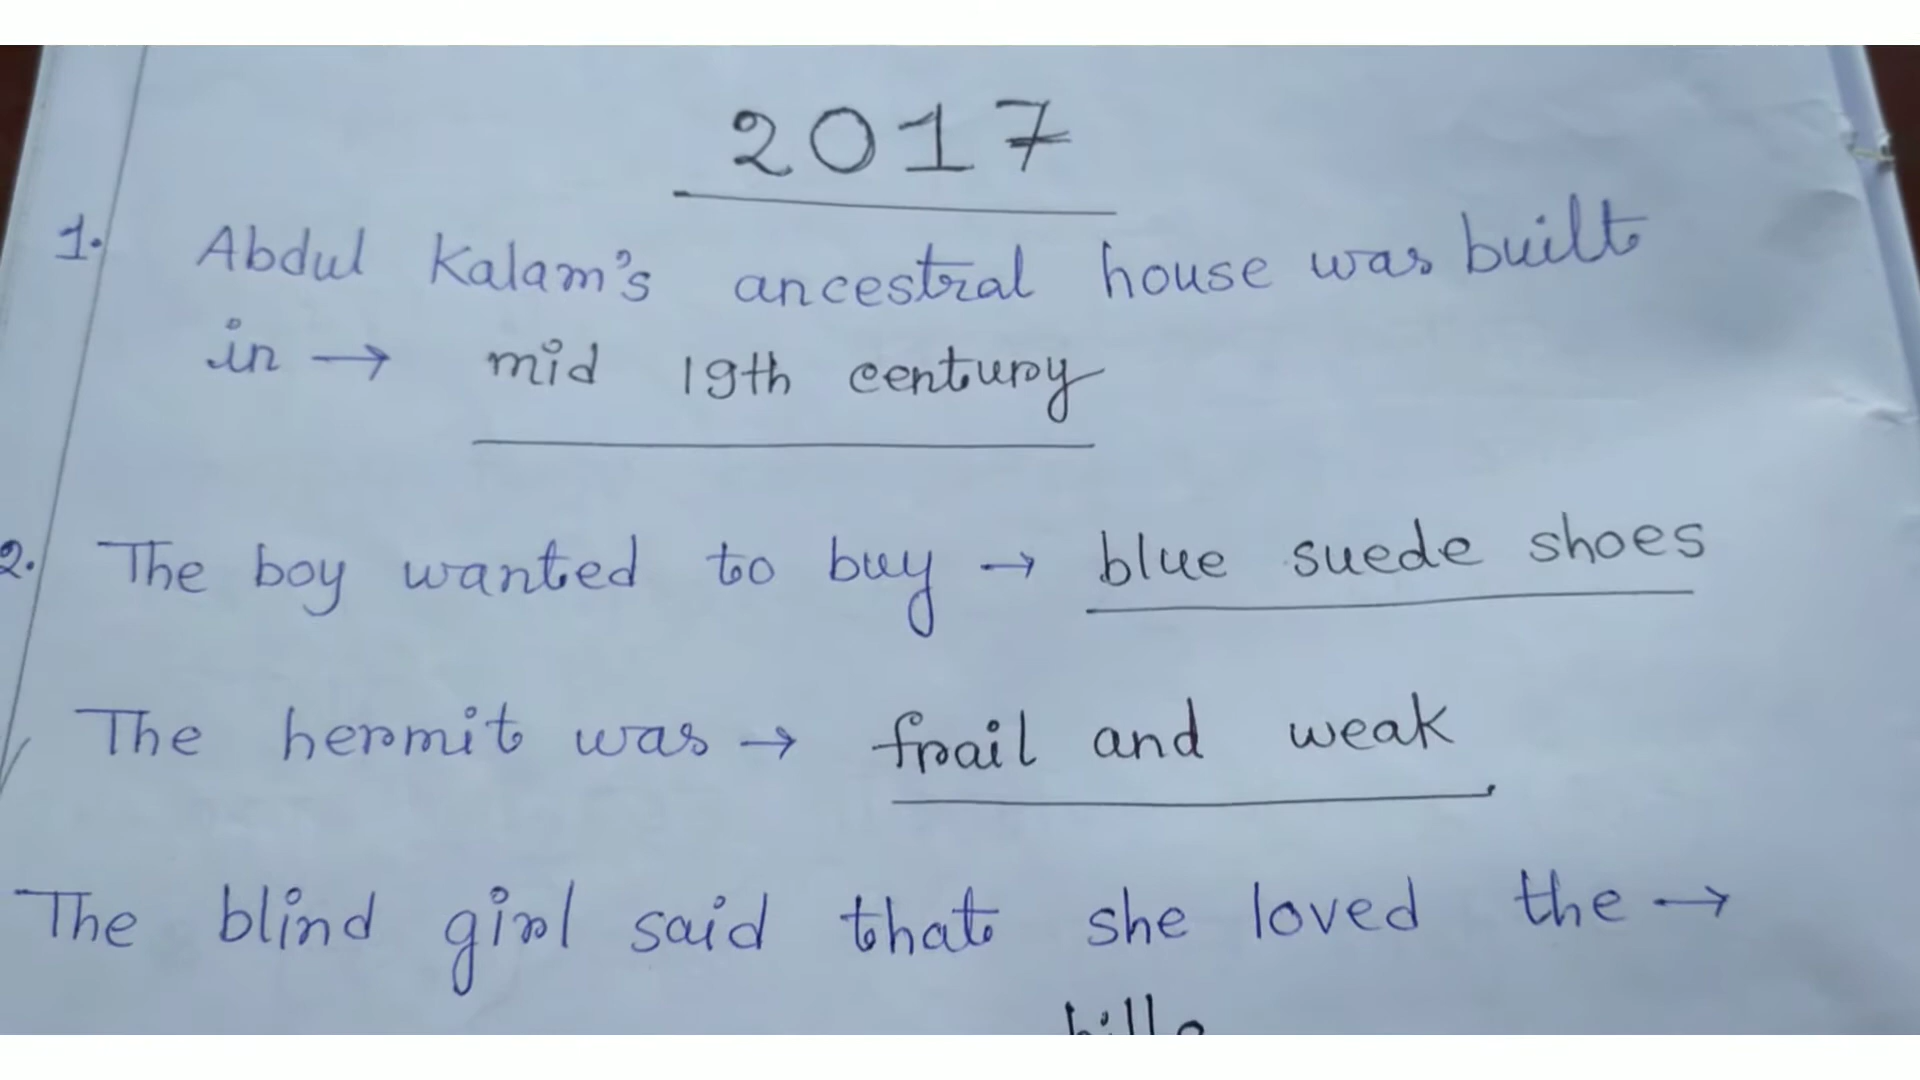 2017
1. Abdul Kalam's ancestral house was built
in → mid 19th century
2. The boy wanted to buy → blue suede shoes
The hermit was → frail and weak
The blind girl said that she loved the →